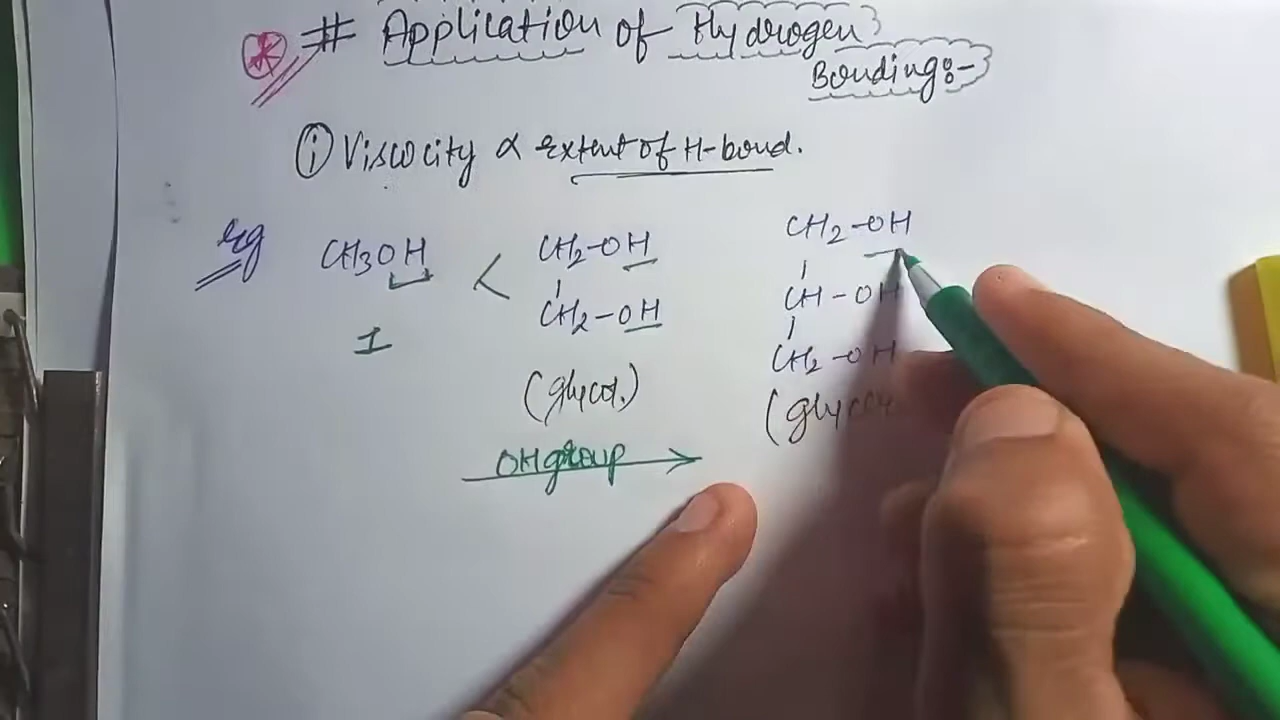 # Application of Hydrogen
Bonding:-
(i) Viscocity ∝ extent of H-bond.
eg
CH3OH < CH2-OH
CH2-OH
I
(glycol.)
CH2-OH
CH-OH
CH2-OH
OH group →